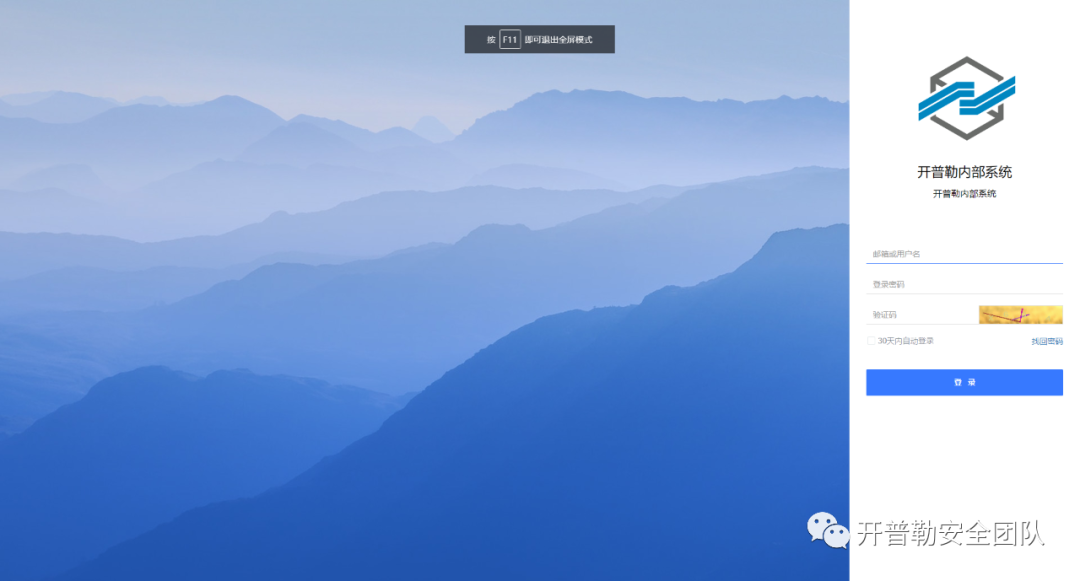 按 F11 即可退出全屏模式
开普勒内部系统
开普勒内部系统
邮箱或用户名
登录密码
验证码
30天内自动登录
找回密码
登 录
开普勒安全团队